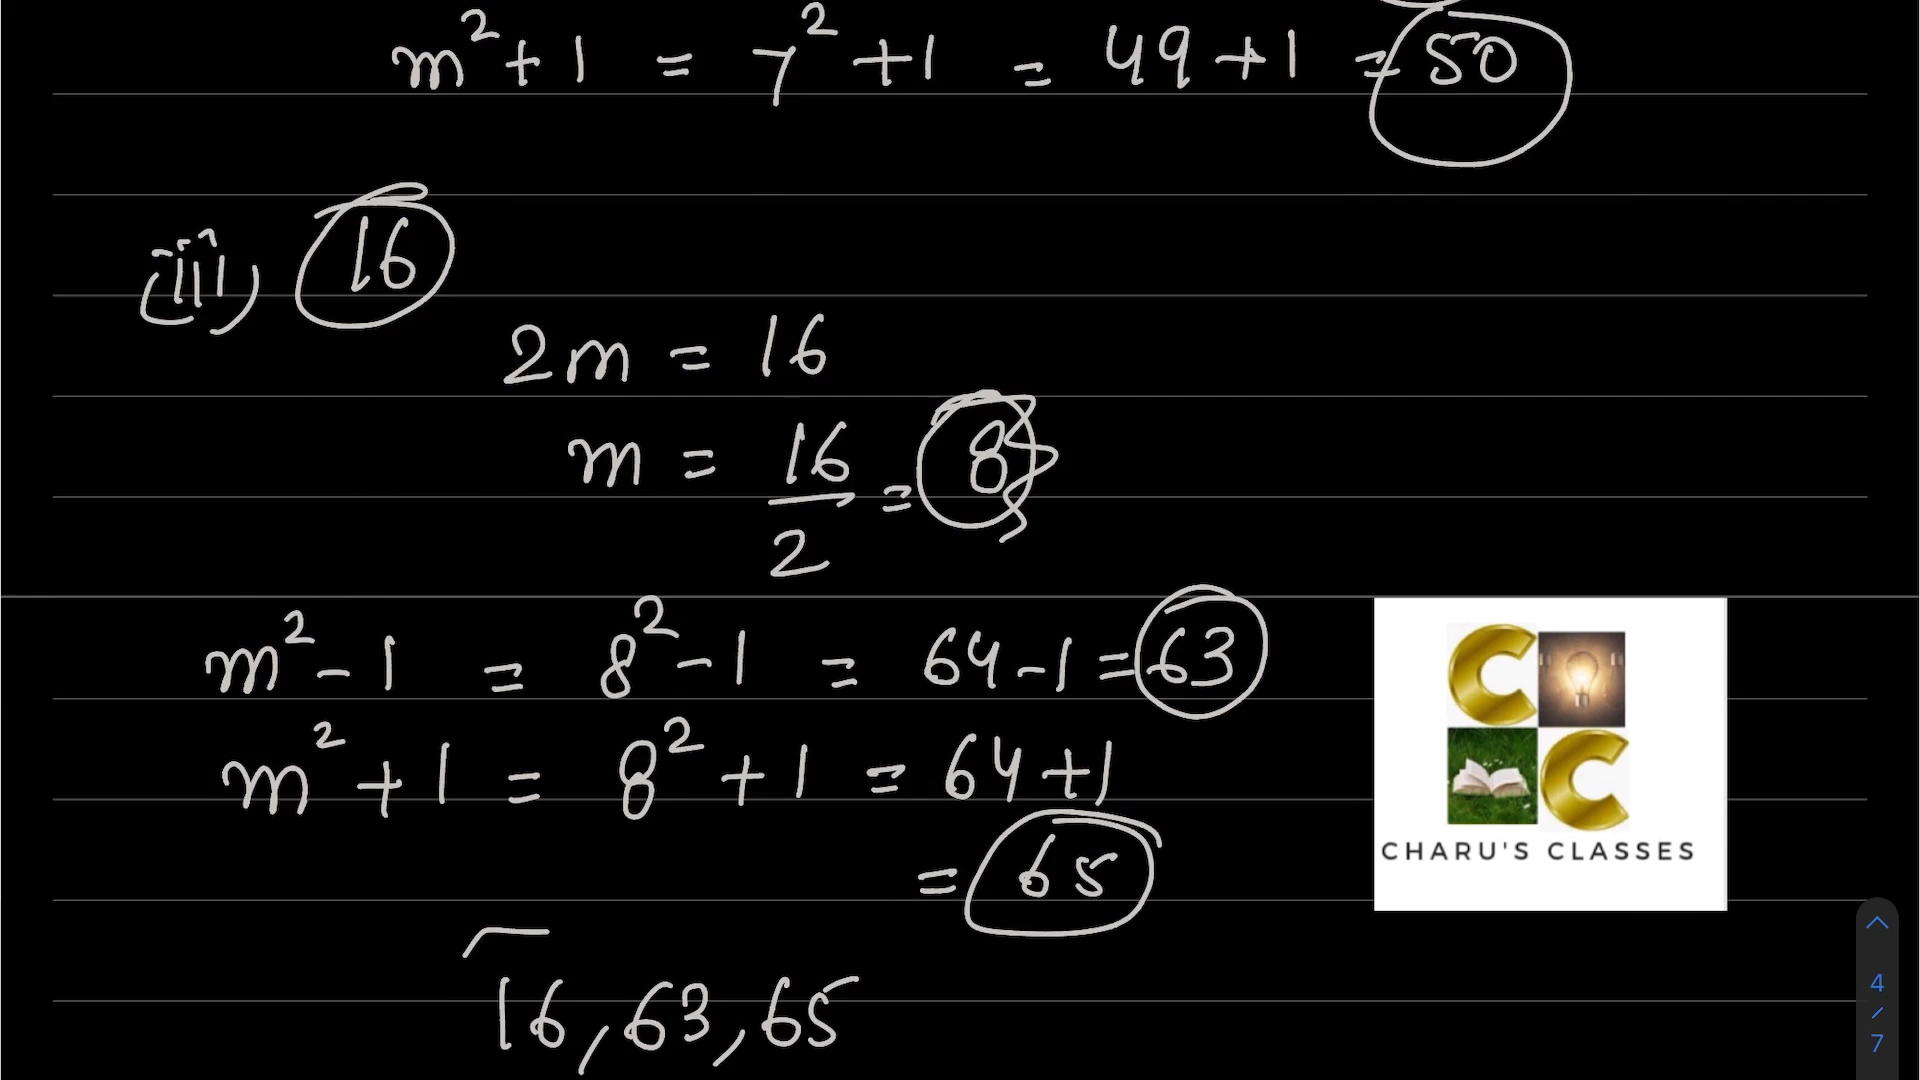 m² + 1 = 7² + 1 = 49 + 1 = 50
(iii) 16
2m = 16
m = 16/2 = 8
m² - 1 = 8² - 1 = 64 - 1 = 63
m² + 1 = 8² + 1 = 64 + 1
= 65
16, 63, 65
CHARU'S CLASSES
4
/
7